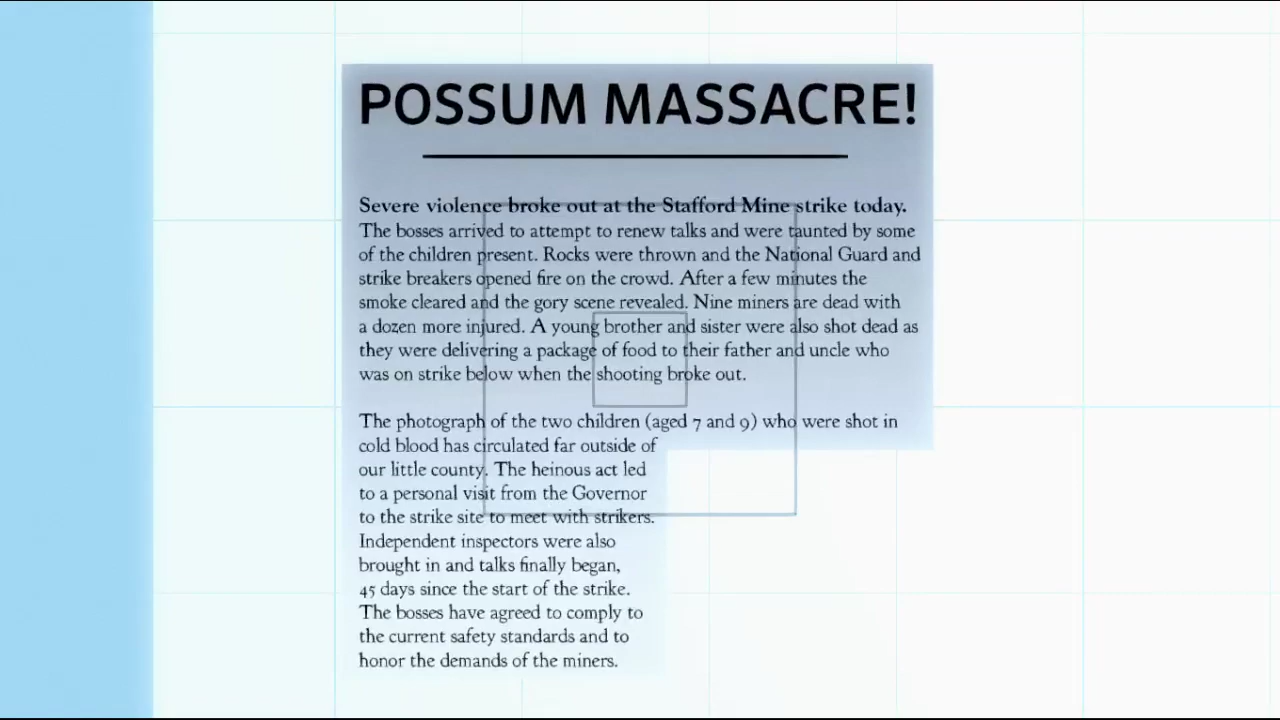 POSSUM MASSACRE!
Severe violence broke out at the Stafford Mine strike today.
The bosses arrived to attempt to renew talks and were taunted by some
of the children present. Rocks were thrown and the National Guard and
strike breakers opened fire on the crowd. After a few minutes the
smoke cleared and the gory scene revealed. Nine miners are dead with
a dozen more injured. A young brother and sister were also shot dead as
they were delivering a package of food to their father and uncle who
was on strike below when the shooting broke out.
The photograph of the two children (aged 7 and 9) who were shot in
cold blood has circulated far outside of
our little county. The heinous act led
to a personal visit from the Governor
to the strike site to meet with strikers.
Independent inspectors were also
brought in and talks finally began,
45 days since the start of the strike.
The bosses have agreed to comply to
the current safety standards and to
honor the demands of the miners.